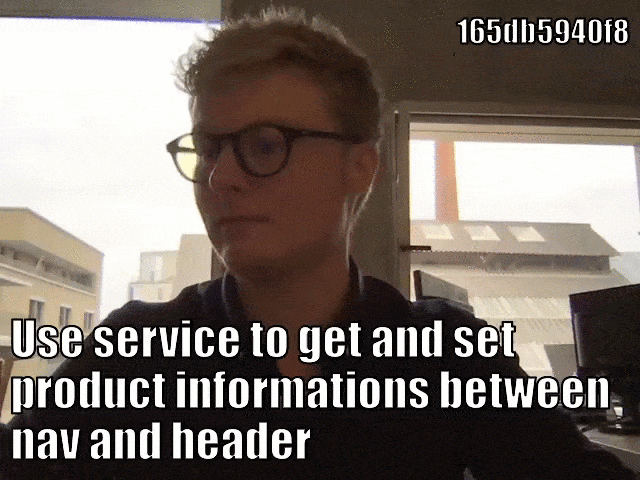 165db5940f8
Use service to get and set
product informations between
nav and header